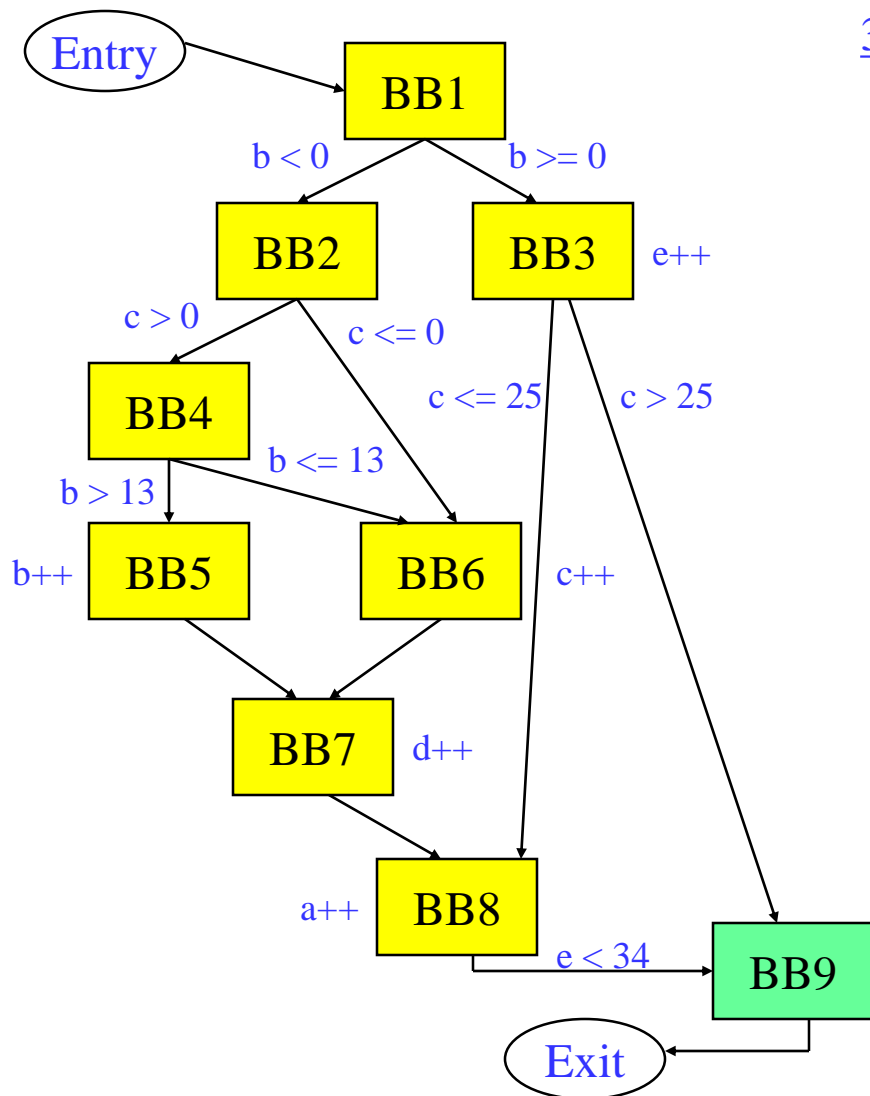 3
Entry
BB1
b < 0
b >= 0
BB2
BB3
e++
c > 0
c <= 0
BB4
c <= 25
c > 25
b <= 13
b > 13
b++
BB5
BB6
c++
BB7
d++
a++
BB8
e < 34
BB9
Exit